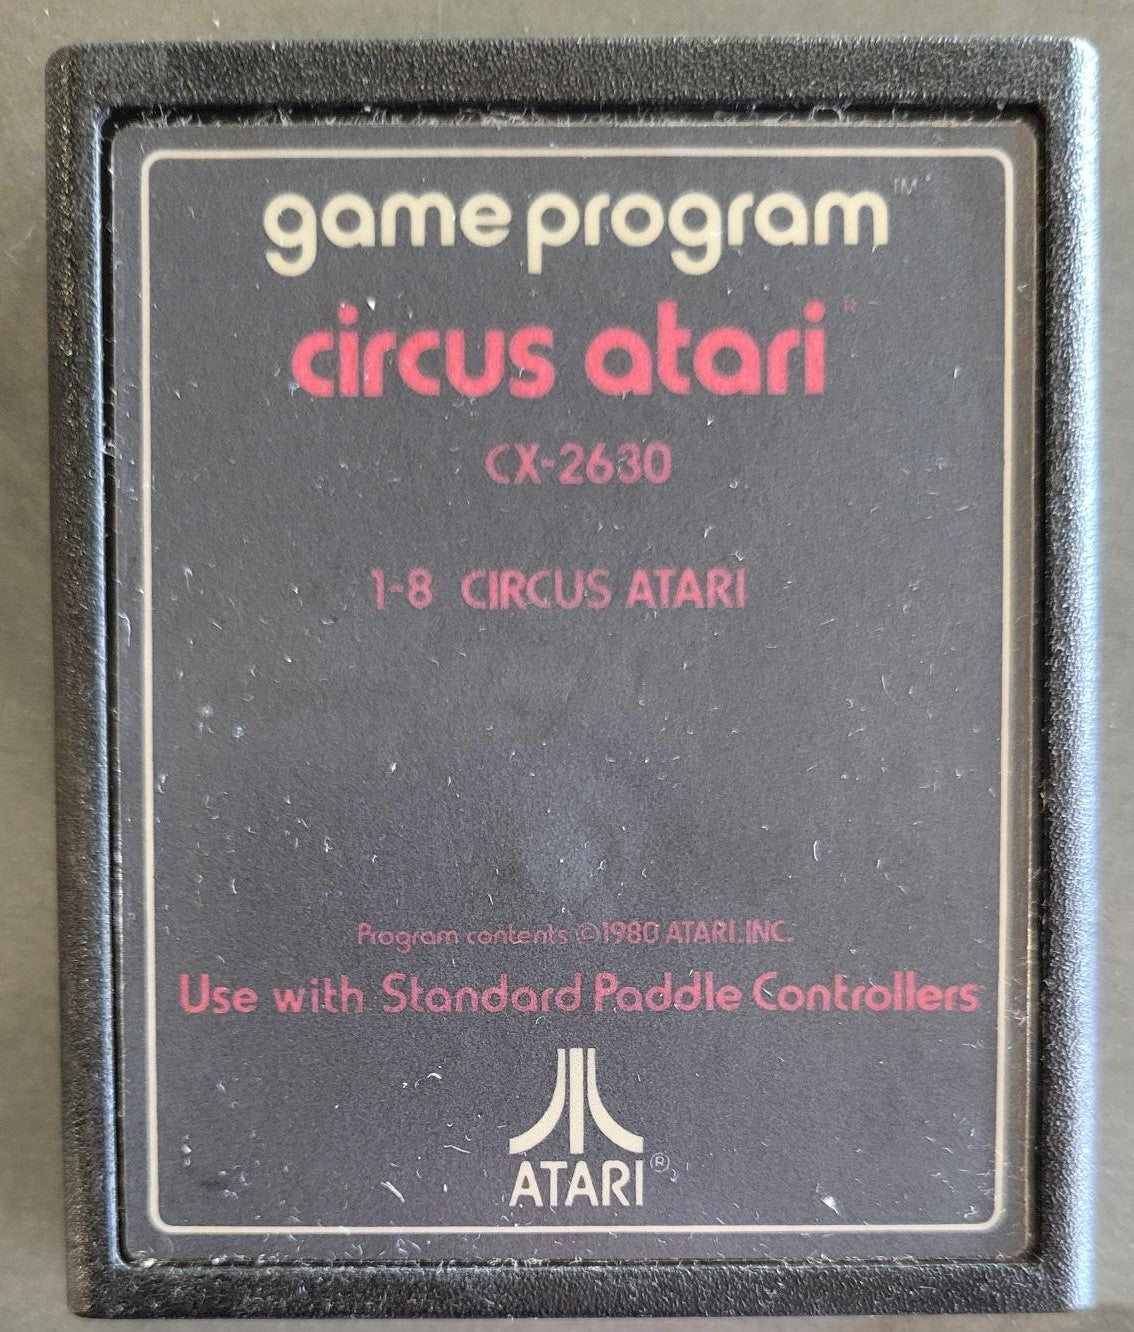 game program™
circus atari®
CX-2630
1-8 CIRCUS ATARI
Program contents ©1980 ATARI, INC.
Use with Standard Paddle Controllers
ATARI®